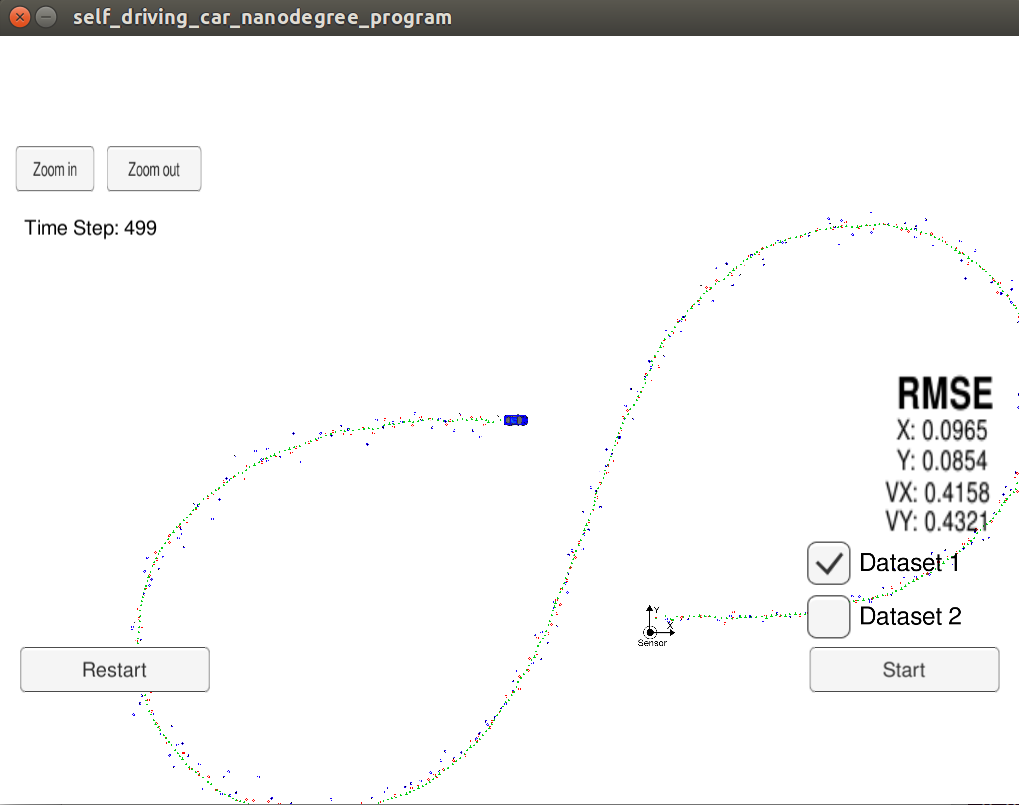 self_driving_car_nanodegree_program
Zoom in
Zoom out
Time Step: 499
RMSE
X: 0.0965
Y: 0.0854
VX: 0.4158
VY: 0.4321
Dataset 1
Dataset 2
Y
X
Sensor
Restart
Start